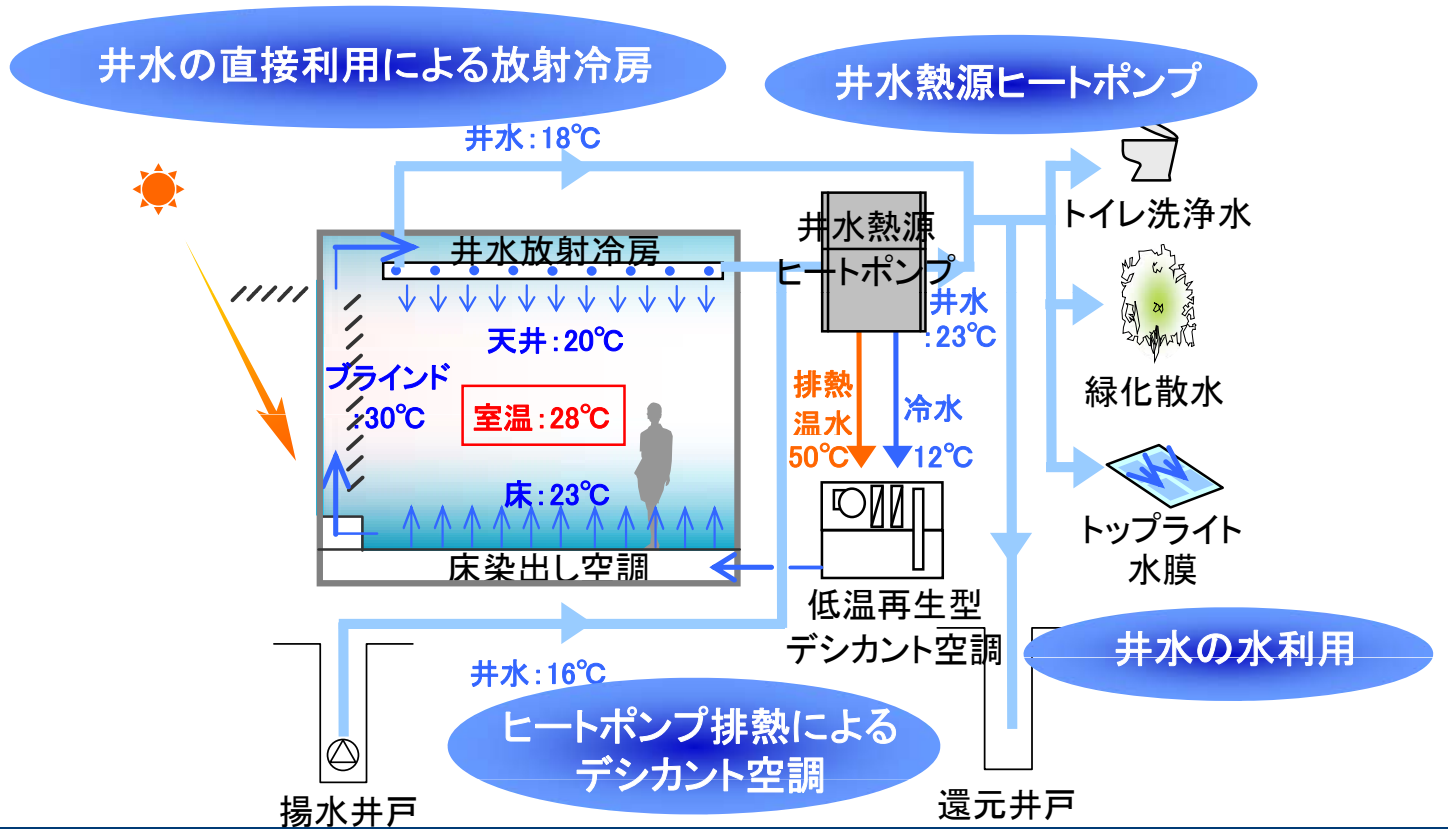 井水の直接利用による放射冷房
井水熱源ヒートポンプ
井水:18℃
トイレ洗浄水
井水熱源
ヒートポンプ
井水放射冷房
井水
:23℃
天井:20℃
ブラインド
:30℃
室温:28℃
排熱
温水
50℃
冷水
12℃
緑化散水
床:23℃
トップライト
水膜
床染出し空調
低温再生型
デシカント空調
井水の水利用
井水:16℃
ヒートポンプ排熱による
デシカント空調
揚水井戸
還元井戸